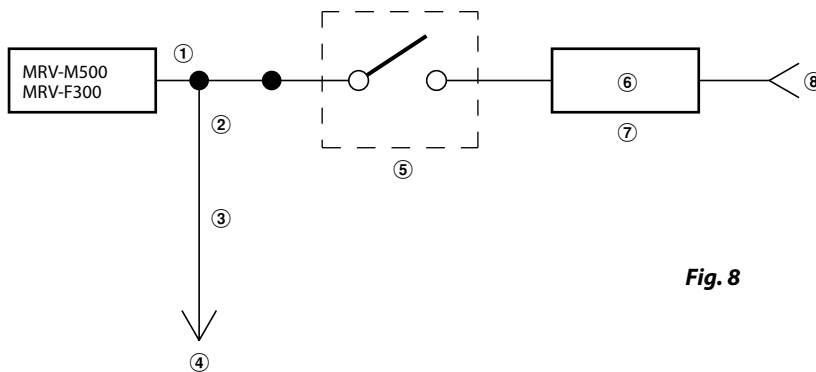 ①
MRV-M500
MRV-F300
②
③
④
⑤
⑥
⑦
⑧
Fig. 8